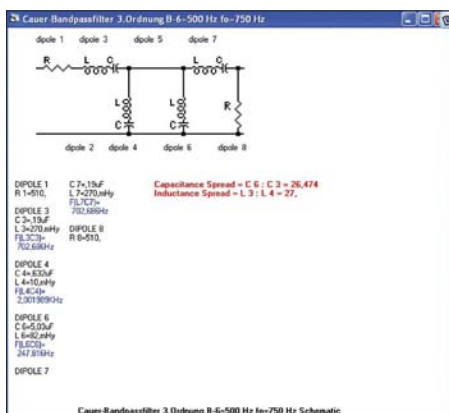 Cauer-Bandpassfilter 3.Ordnung B-6=500 Hz fo=750 Hz
dipole 1 dipole 3 dipole 5 dipole 7
R L C L C
L L R
C C
dipole 2 dipole 4 dipole 6 dipole 8
DIPOLE 1
R 1=510,
DIPOLE 3
C 3=,19uF
L 3=270,mHy
F(L3C3)=
702,686Hz
DIPOLE 4
C 4=,632uF
L 4=10,mHy
F(L4C4)=
2,001989KHz
DIPOLE 6
C 6=5,03uF
L 6=82,mHy
F(L6C6)=
247,816Hz
DIPOLE 7
C 7=,19uF
L 7=270,mHy
F(L7C7)=
702,686Hz
DIPOLE 8
R 8=510,
Capacitance Spread = C 6 : C 3 = 26,474
Inductance Spread = L 3 : L 4 = 27,
Cauer-Bandpassfilter 3.Ordnung B-6=500 Hz fo=750 Hz Schematic